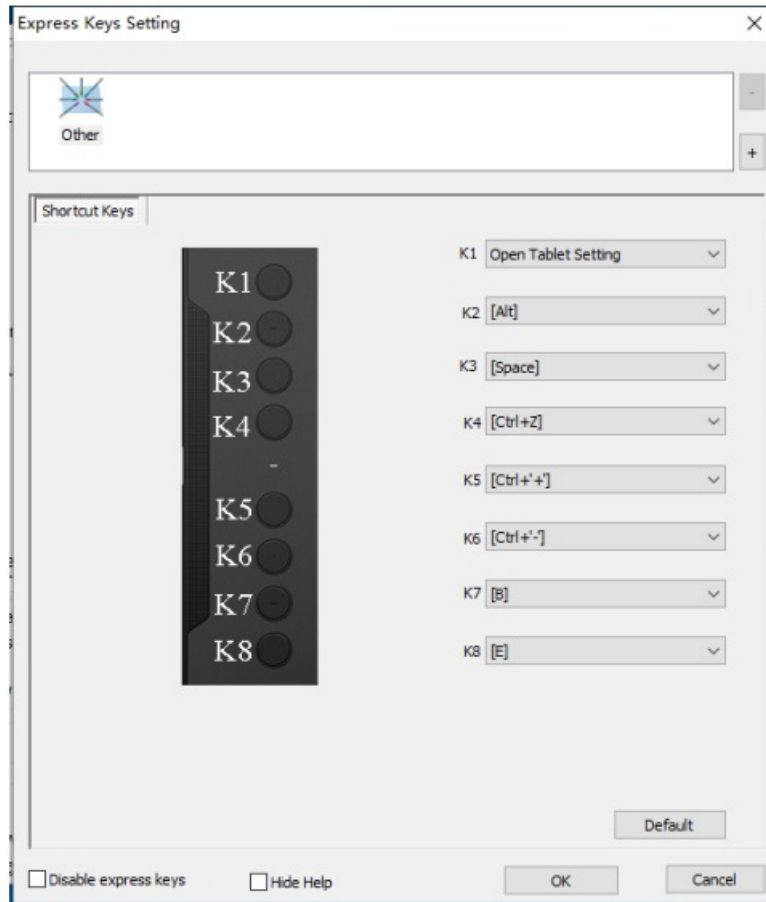 Express Keys Setting
-
Other
+
Shortcut Keys
K1
K2
K3
K4
K5
K6
K7
K8
K1 Open Tablet Setting
K2 [Alt]
K3 [Space]
K4 [Ctrl+Z]
K5 [Ctrl+'+']
K6 [Ctrl+'-']
K7 [B]
K8 [E]
Default
Disable express keys
Hide Help
OK
Cancel